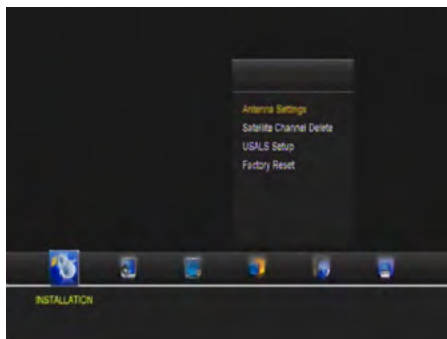 Antenna Settings
Satellite Channel Delete
USALS Setup
Factory Reset
INSTALLATION